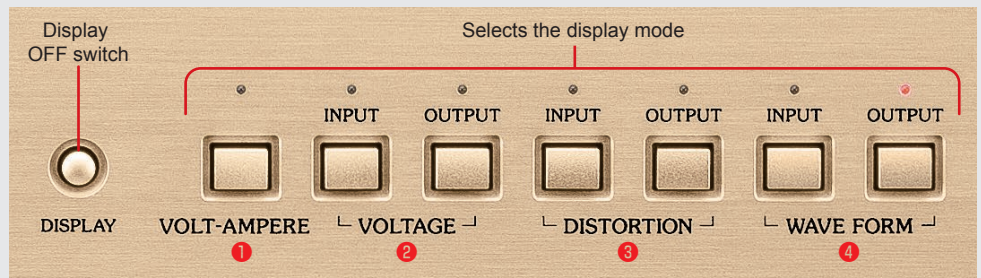 Display
OFF switch
Selects the display mode
INPUT OUTPUT INPUT OUTPUT INPUT OUTPUT
DISPLAY VOLT-AMPERE VOLTAGE DISTORTION WAVE FORM
1 2 3 4